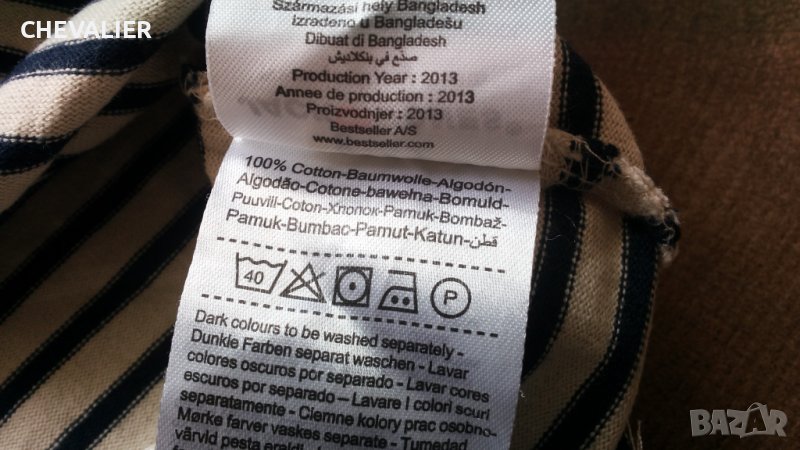 CHEVALIER
Származási hely Bangladesh
Izrađeno u Bangladešu
Dibuat di Bangladesh
صنع في بنكلاديش
Production Year : 2013
Annee de production : 2013
Proizvodnjer : 2013
Bestseller A/S
www.bestseller.com
100% Cotton-Baumwolle-Algodón-
Algodão-Cotone-bawełna-Bomuld-
Puuvill-Coton-Хлопок-Pamuk-Bombaž-
Pamuk-Bumbac-Pamut-Katun-قطن
40
P
Dark colours to be washed separately -
Dunkle Farben separat waschen - Lavar
colores oscuros por separado - Lavar cores
escuros por separado – Lavare I colori scuri
separatamente - Ciemne kolory prac osobno-
Mørke farver vaskes separate - Tumedad
värvid pesta
BAZAR